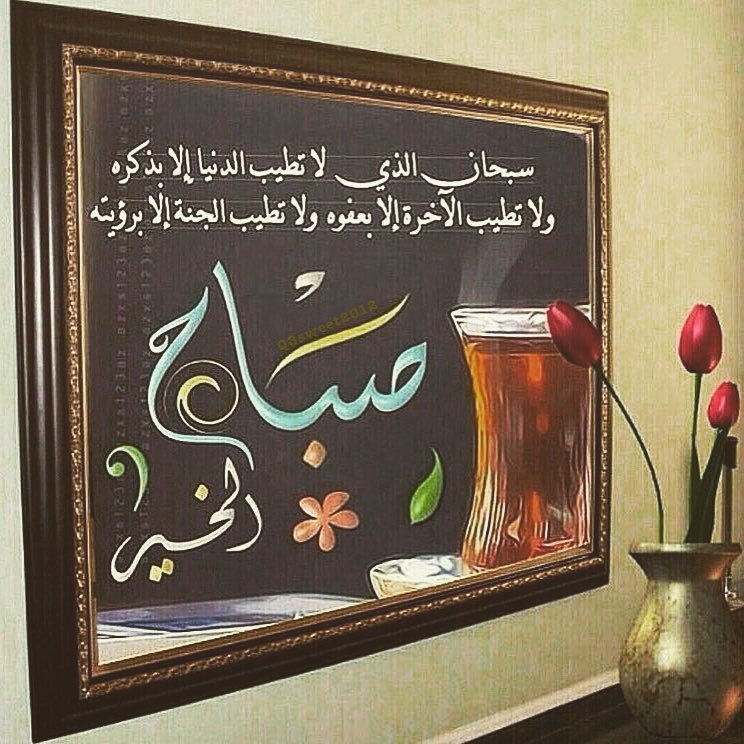 سبحان الذي لا تطيب الدنيا إلا بذكره
ولا تطيب الآخرة إلا بعفوه ولا تطيب الجنة إلا برؤيته
صباح
الخير
Q8sweet2018